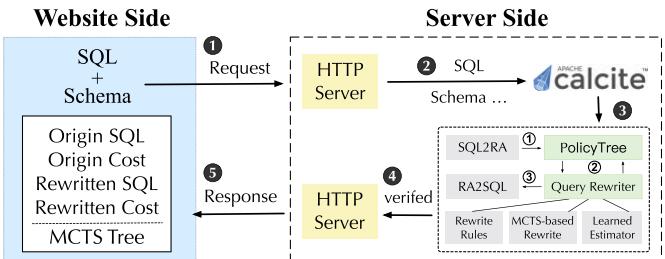 Website Side
Server Side
SQL
+
Schema
1
Request
HTTP
Server
2
SQL
Schema ...
APACHE
calcite™
3
Origin SQL
Origin Cost
Rewritten SQL
Rewritten Cost
MCTS Tree
5
Response
HTTP
Server
4
verifed
SQL2RA
1
PolicyTree
2
RA2SQL
3
Query Rewriter
Rewrite
Rules
MCTS-based
Rewrite
Learned
Estimator